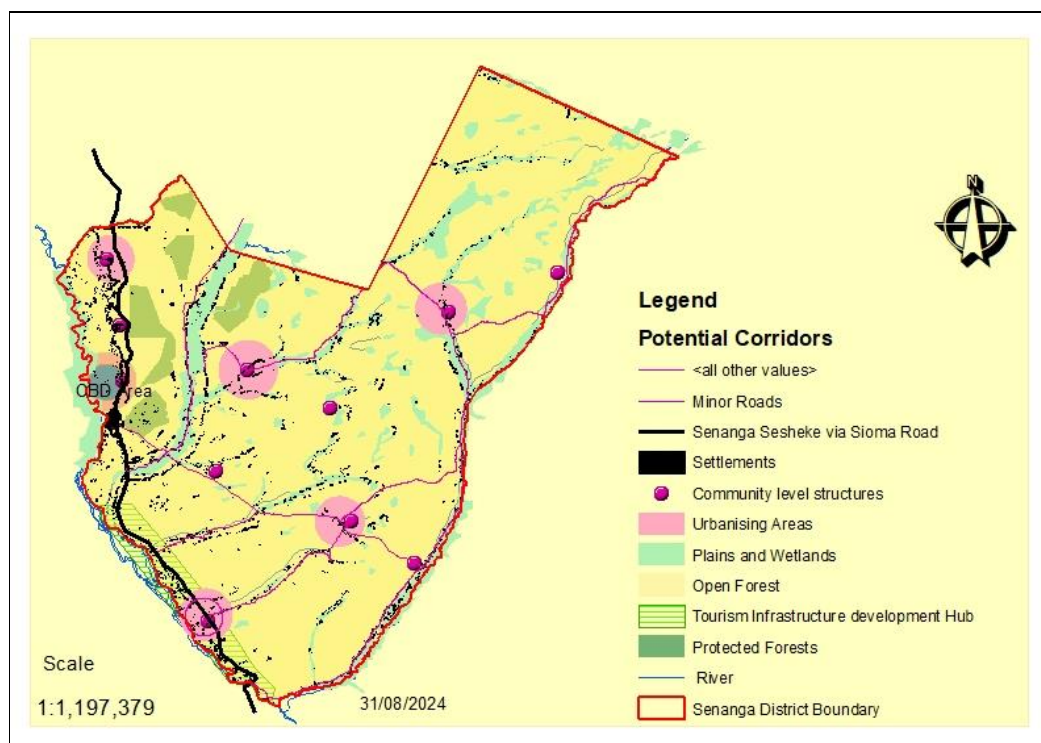 N
CBD Area
Legend
Potential Corridors
<all other values>
Minor Roads
Senanga Sesheke via Sioma Road
Settlements
Community level structures
Urbanising Areas
Plains and Wetlands
Open Forest
Tourism Infrastructure development Hub
Protected Forests
River
Senanga District Boundary
Scale
1:1,197,379
31/08/2024